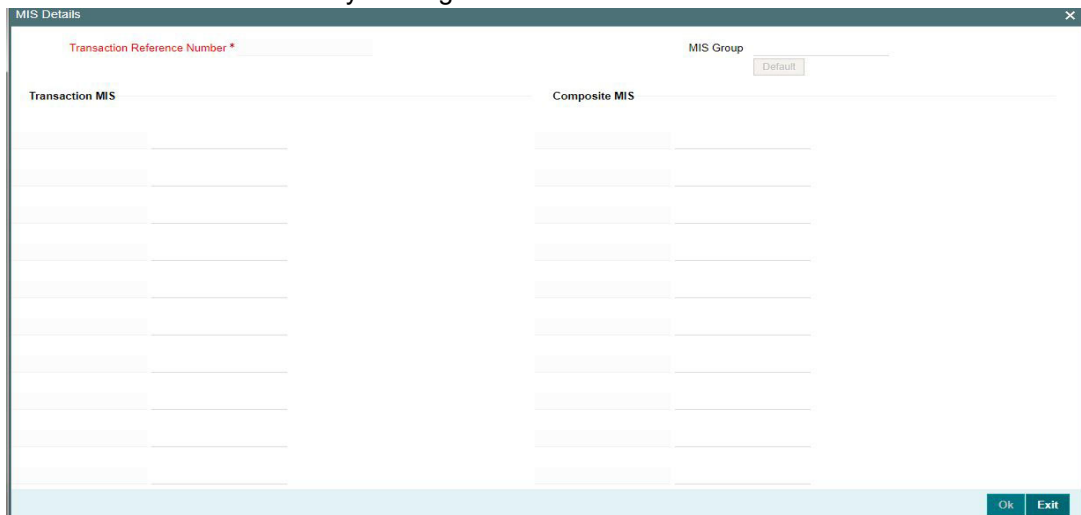 MIS Details
Transaction Reference Number *
MIS Group
Default
Transaction MIS
Composite MIS
Ok
Exit